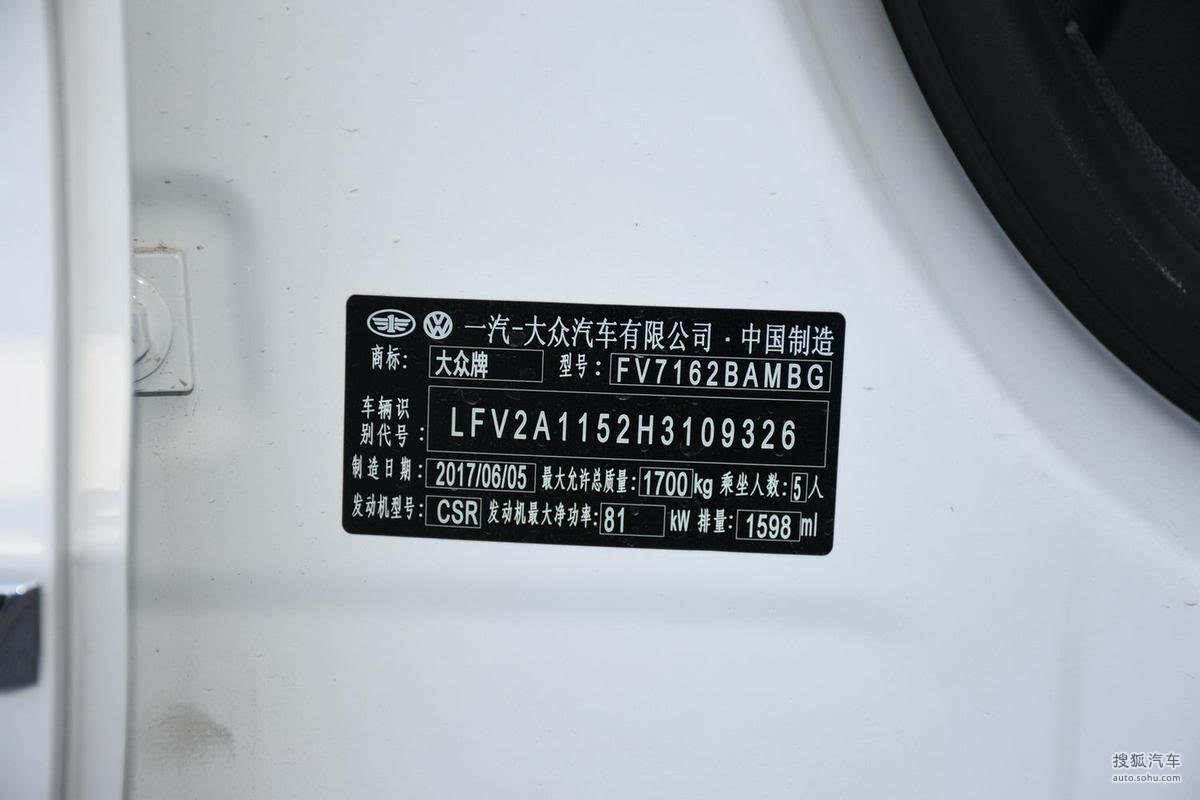 一汽-大众汽车有限公司·中国制造
商标: 大众牌 型号: FV7162BAMBG
车辆识
别代号: LFV2A1152H3109326
制造日期: 2017/06/05 最大允许总质量: 1700 kg 乘坐人数: 5 人
发动机型号: CSR 发动机最大净功率: 81 kW 排量: 1598 ml
搜狐汽车
auto.sohu.com